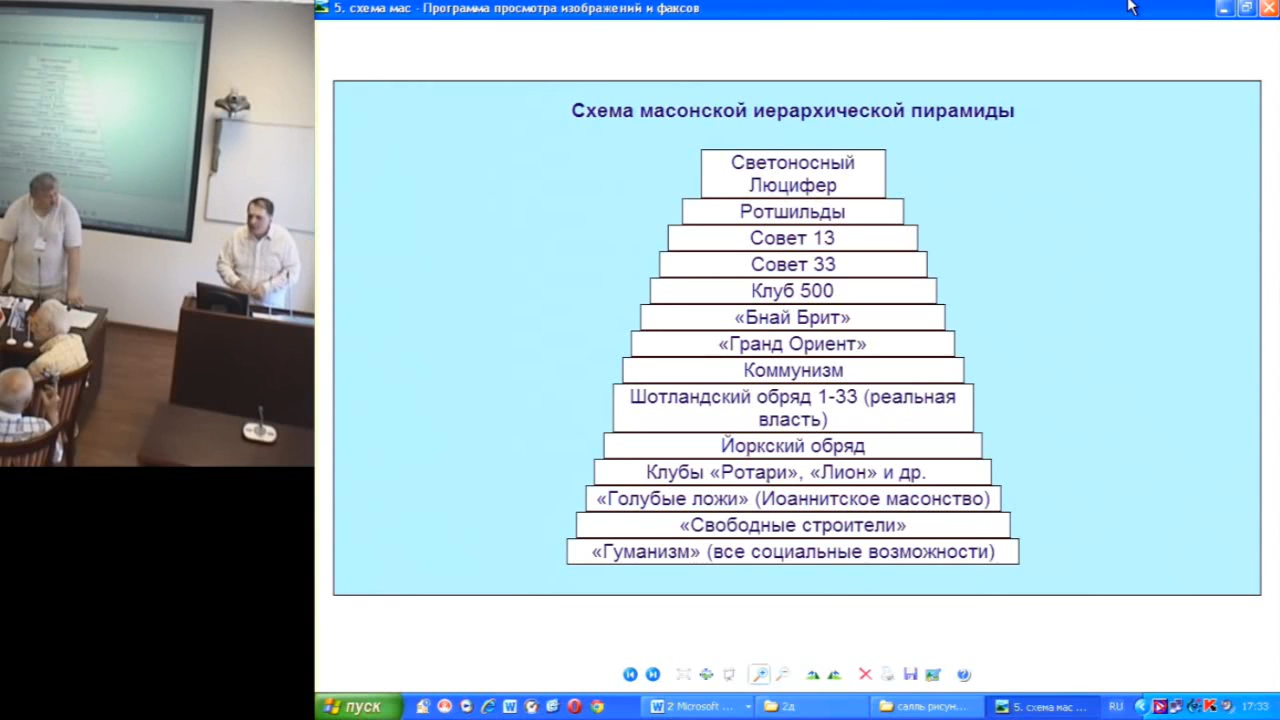 5. схема мас - Программа просмотра изображений и факсов
Схема масонской иерархической пирамиды
Светоносный
Люцифер
Ротшильды
Совет 13
Совет 33
Клуб 500
«Бнай Брит»
«Гранд Ориент»
Коммунизм
Шотландский обряд 1-33 (реальная
власть)
Йоркский обряд
Клубы «Ротари», «Лион» и др.
«Голубые ложи» (Иоаннитское масонство)
«Свободные строители»
«Гуманизм» (все социальные возможности)
пуск
2 Microsoft ...
2д
салль рисун...
5. схема мас ...
RU
17:33